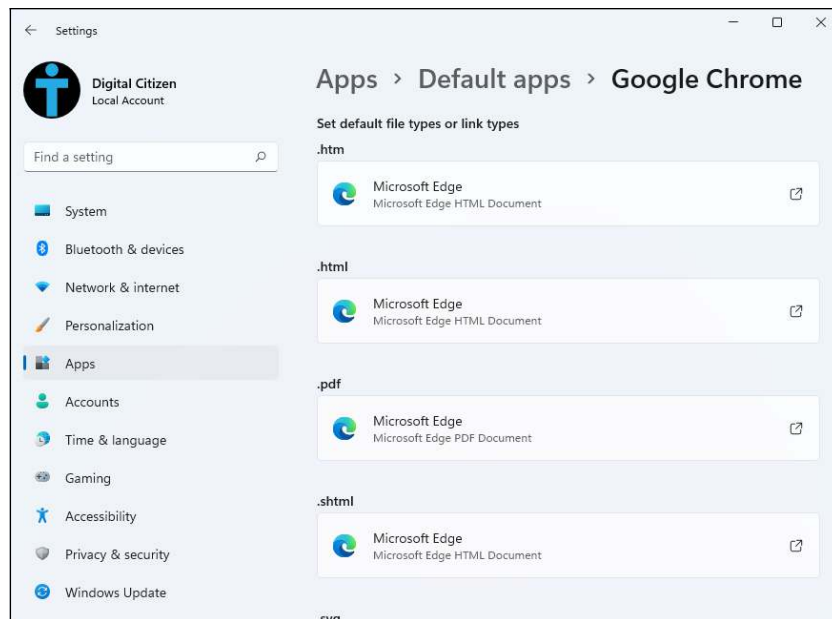 Settings
Digital Citizen
Local Account
Find a setting
System
Bluetooth & devices
Network & internet
Personalization
Apps
Accounts
Time & language
Gaming
Accessibility
Privacy & security
Windows Update
Apps > Default apps > Google Chrome
Set default file types or link types
.htm
Microsoft Edge
Microsoft Edge HTML Document
.html
Microsoft Edge
Microsoft Edge HTML Document
.pdf
Microsoft Edge
Microsoft Edge PDF Document
.shtml
Microsoft Edge
Microsoft Edge HTML Document